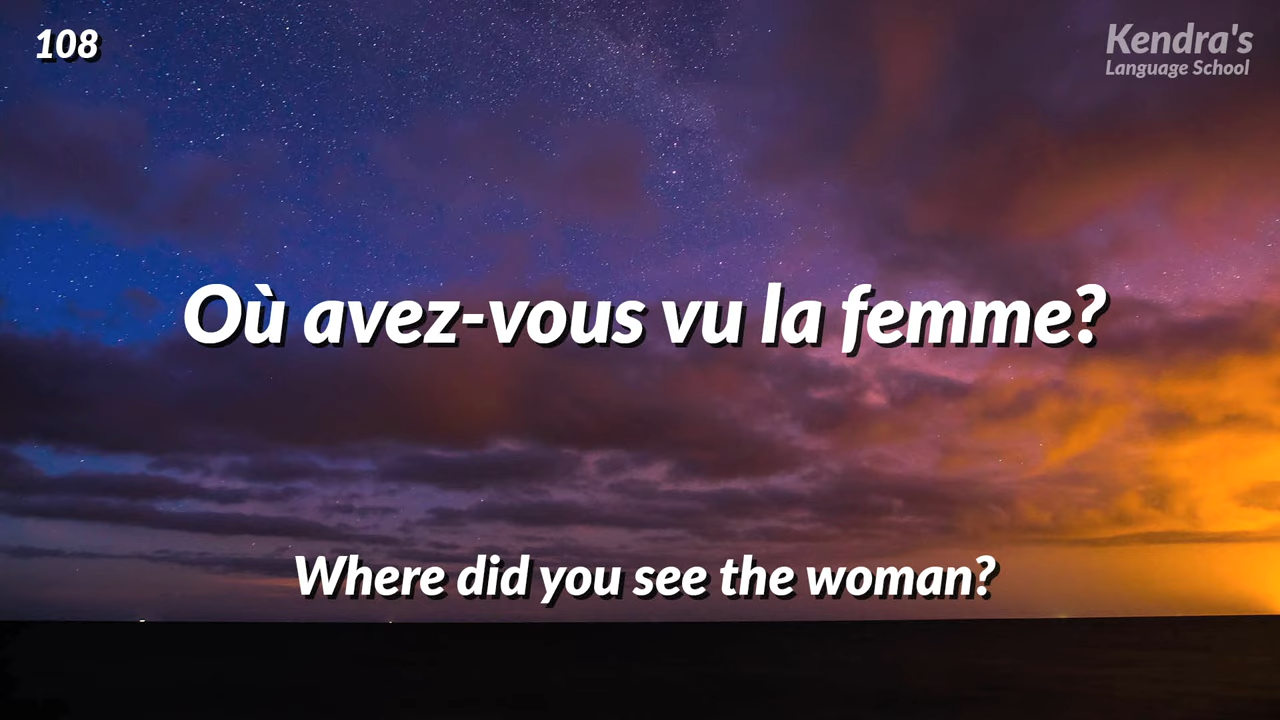 108
Kendra's
Language School
Où avez-vous vu la femme?
Where did you see the woman?